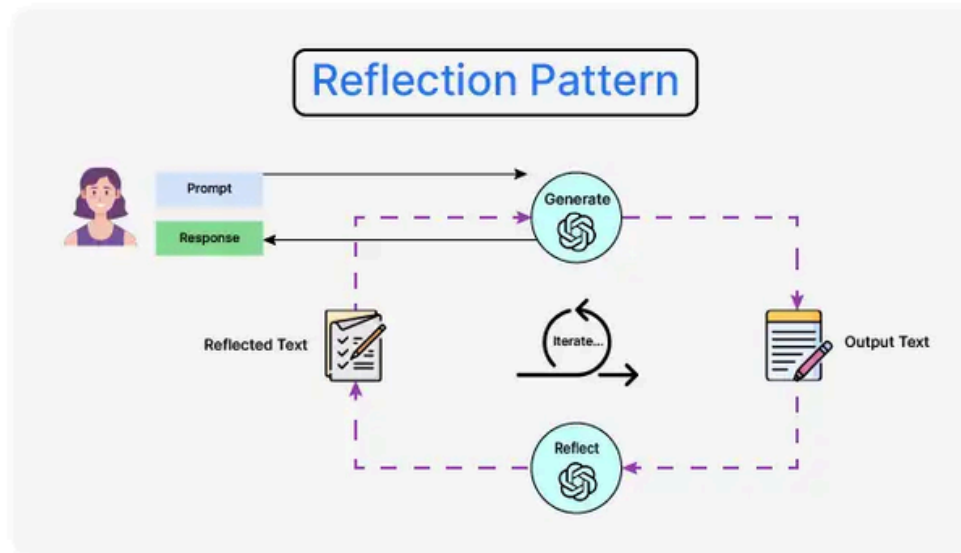 Reflection Pattern
Prompt
Generate
Response
Reflected Text
Iterate...
Output Text
Reflect